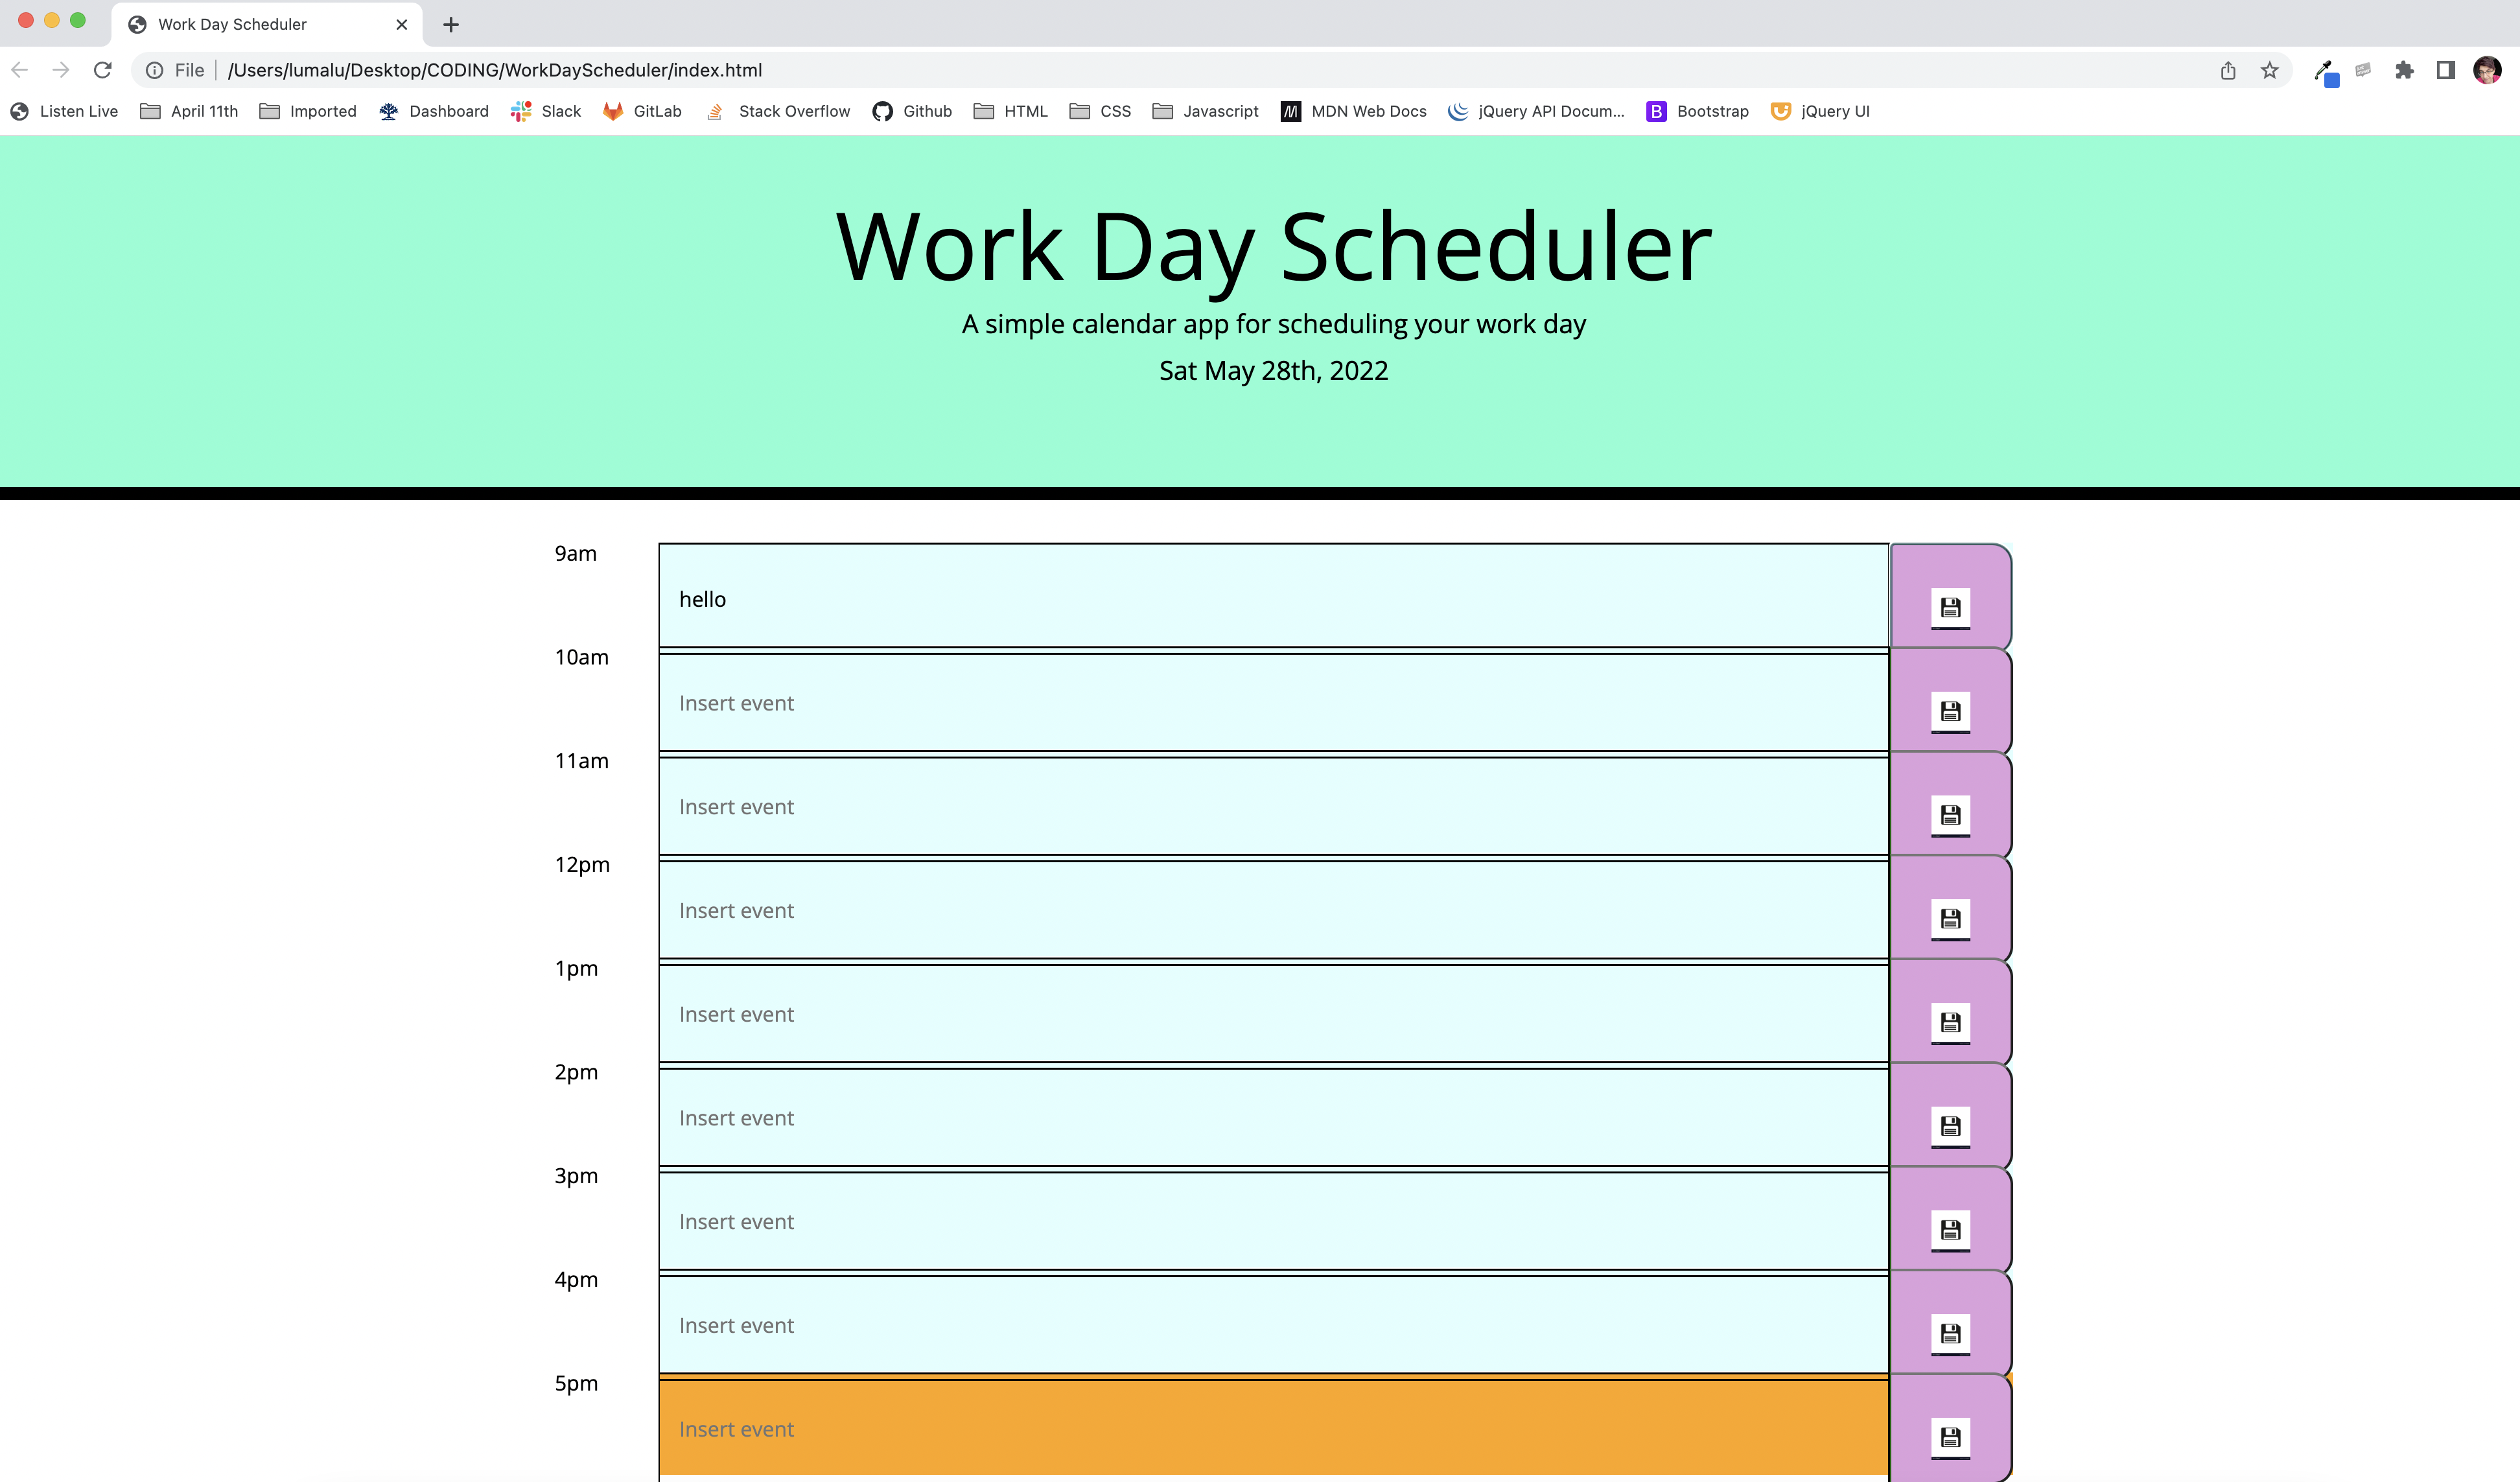 Work Day Scheduler
File /Users/lumalu/Desktop/CODING/WorkDayScheduler/index.html
Listen Live April 11th Imported Dashboard Slack GitLab Stack Overflow Github HTML CSS Javascript MDN Web Docs jQuery API Docum... Bootstrap jQuery UI
Work Day Scheduler
A simple calendar app for scheduling your work day
Sat May 28th, 2022
9am
hello
10am
Insert event
11am
Insert event
12pm
Insert event
1pm
Insert event
2pm
Insert event
3pm
Insert event
4pm
Insert event
5pm
Insert event